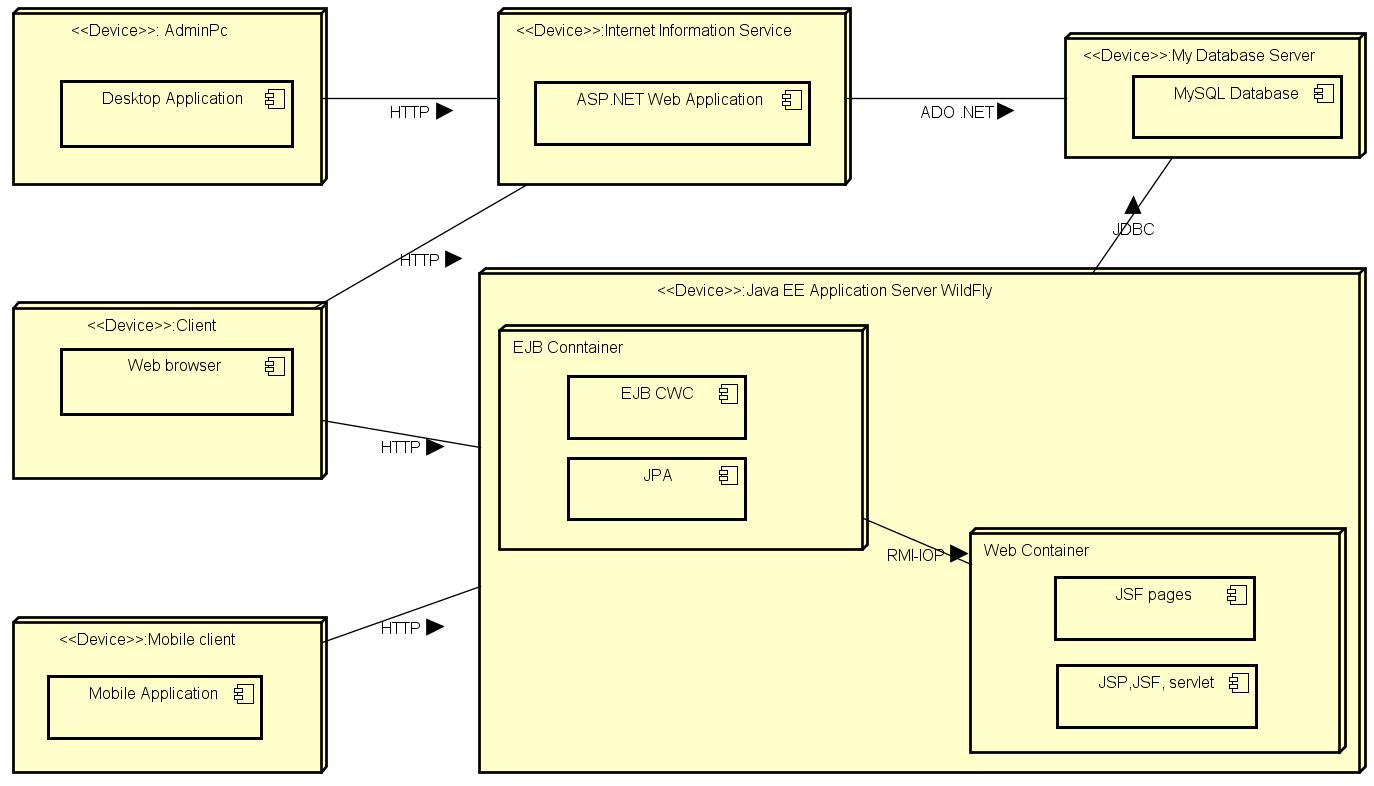 <<Device>>: AdminPc
Desktop Application
HTTP
<<Device>>:Internet Information Service
ASP.NET Web Application
ADO .NET
<<Device>>:My Database Server
MySQL Database
JDBC
HTTP
<<Device>>:Client
Web browser
HTTP
<<Device>>:Mobile client
Mobile Application
HTTP
<<Device>>:Java EE Application Server WildFly
EJB Conntainer
EJB CWC
JPA
RMI-IOP
Web Container
JSF pages
JSP,JSF, servlet